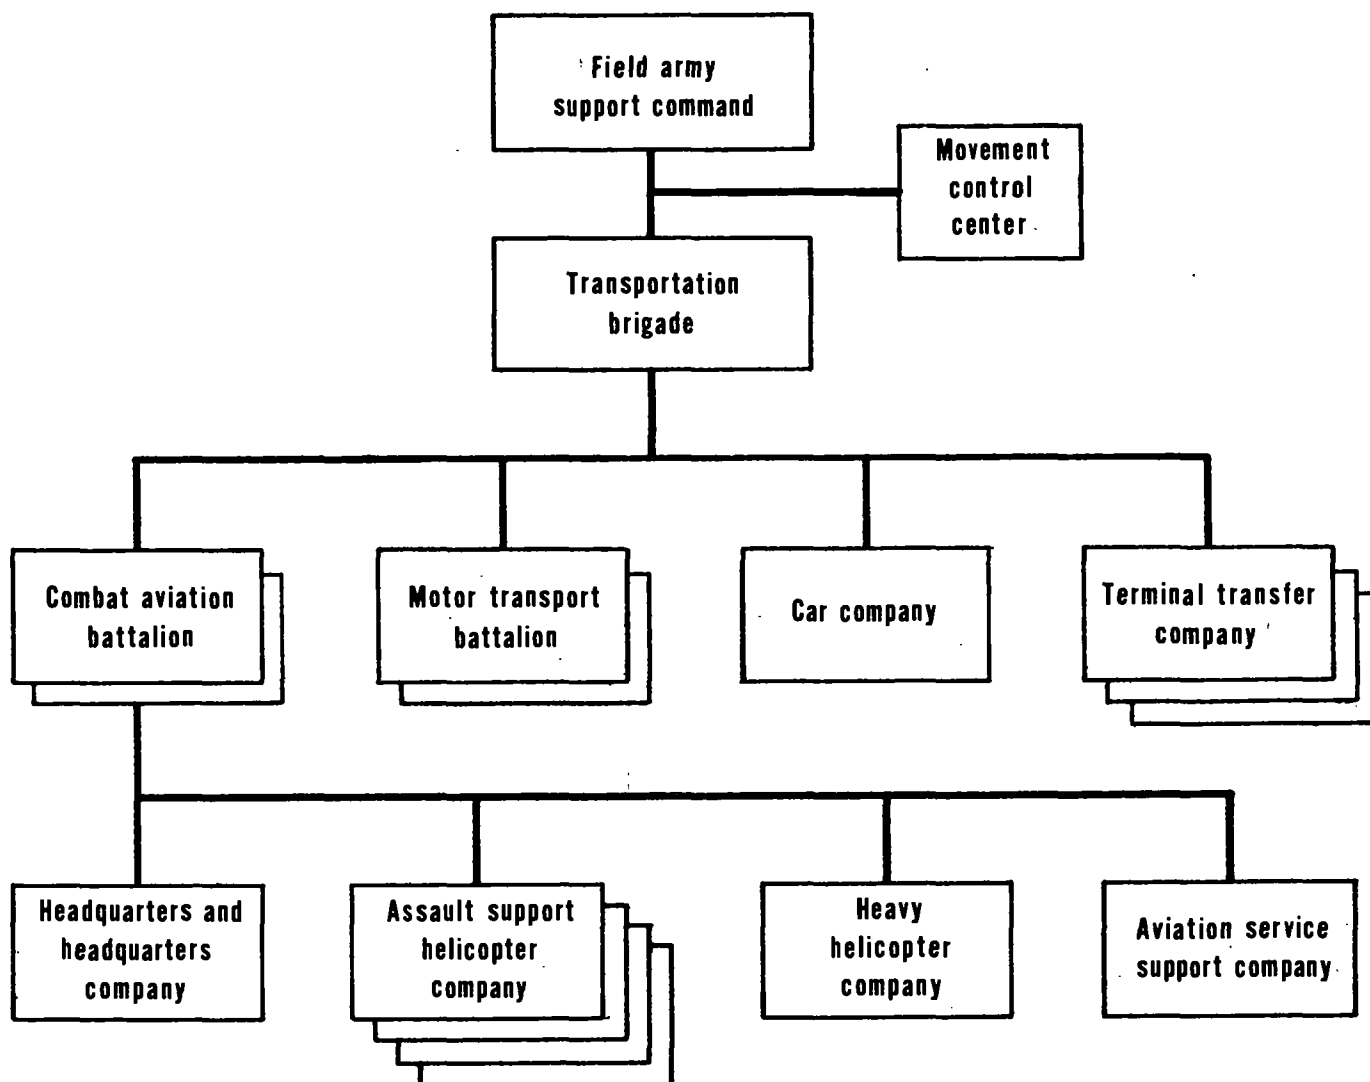 Field army
support command
Movement
control
center
Transportation
brigade
Combat aviation
battalion
Motor transport
battalion
Car company
Terminal transfer
company
Headquarters and
headquarters
company
Assault support
helicopter
company
Heavy
helicopter
company
Aviation service
support company